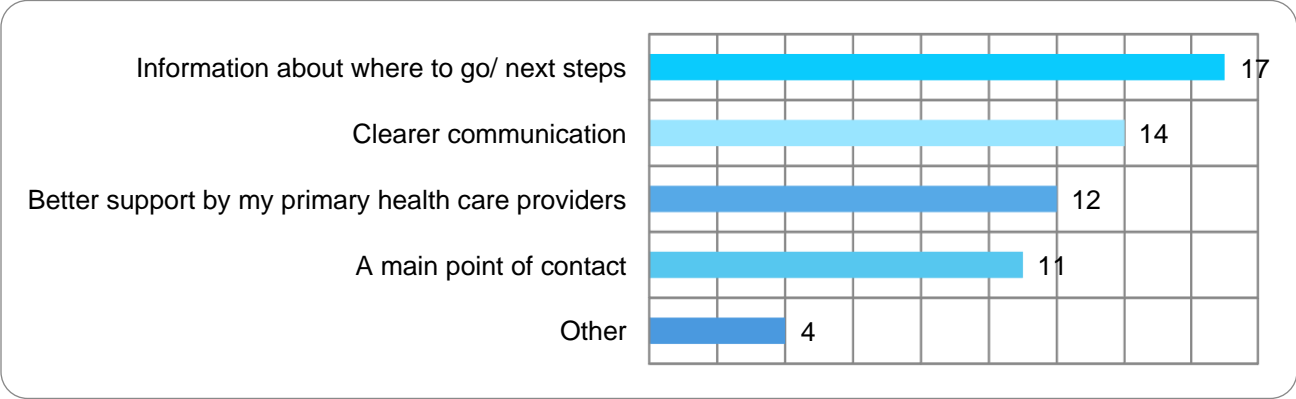 Information about where to go/ next steps 17
Clearer communication 14
Better support by my primary health care providers 12
A main point of contact 11
Other 4